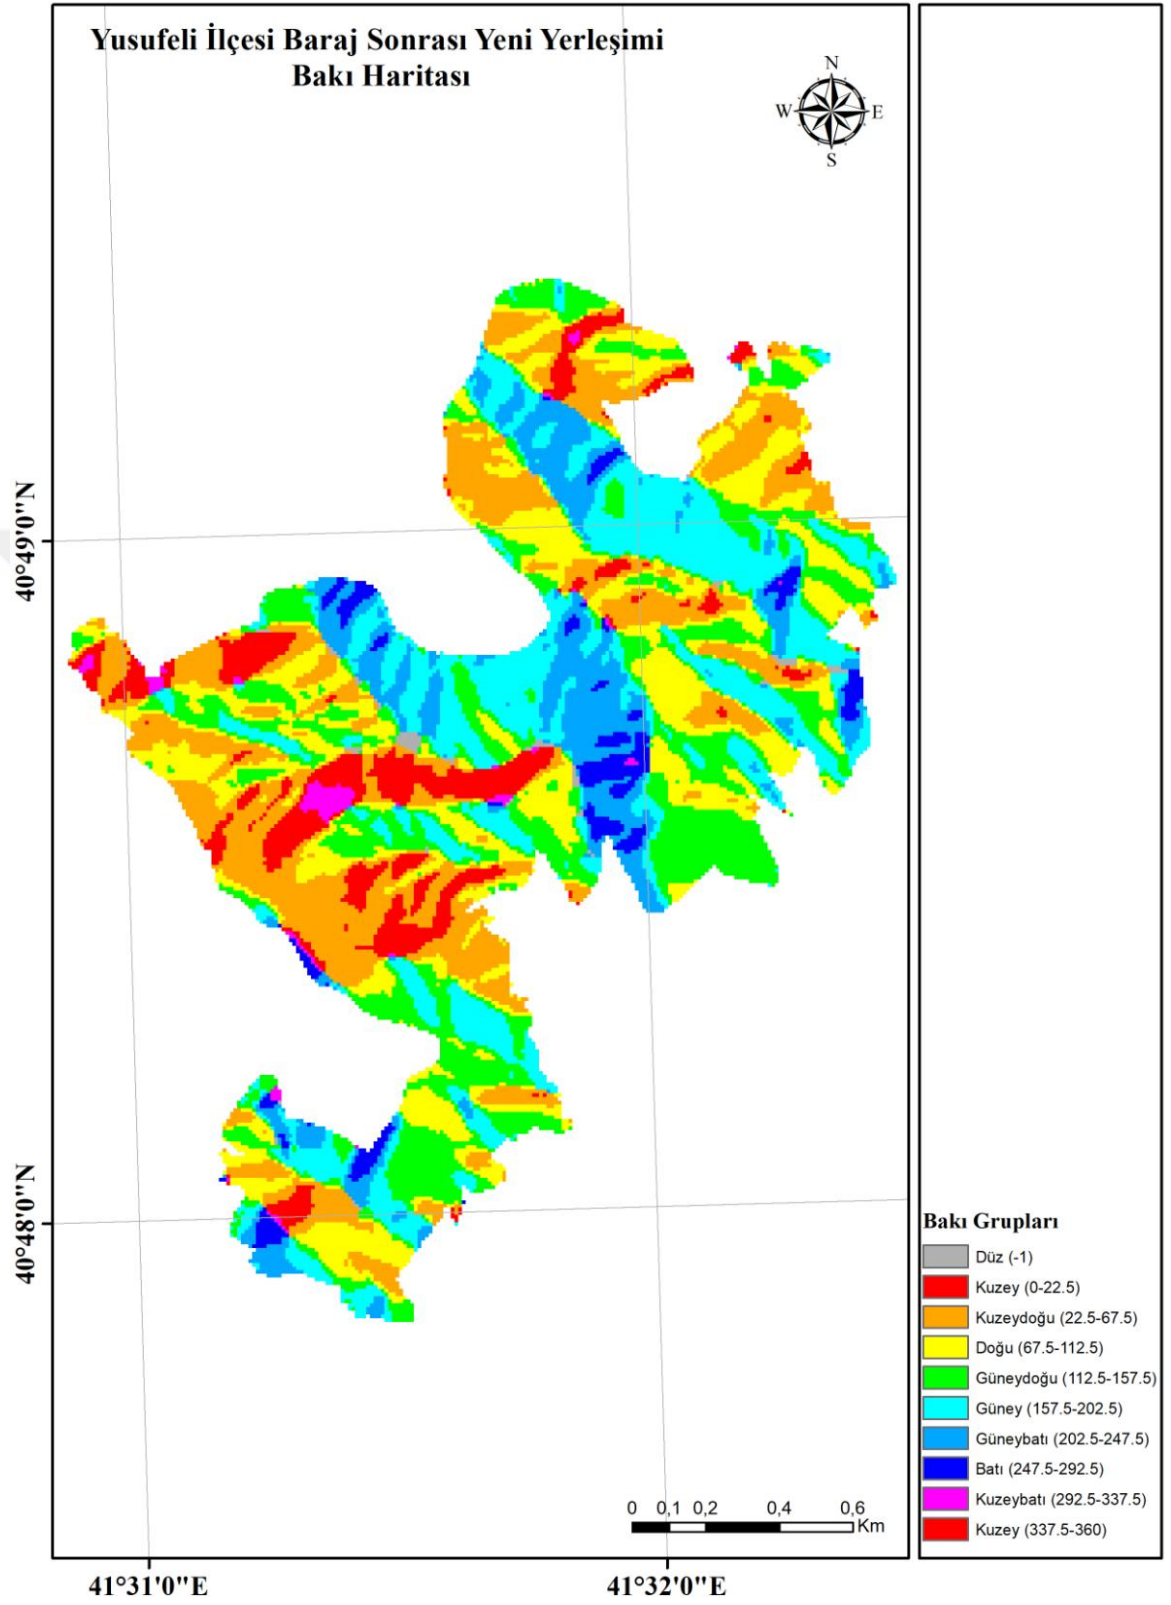 Yusufeli İlçesi Baraj Sonrası Yeni Yerleşimi
Bakı Haritası
N
W E
S
40°49'0"N
40°48'0"N
Bakı Grupları
Düz (-1)
Kuzey (0-22.5)
Kuzeydoğu (22.5-67.5)
Doğu (67.5-112.5)
Güneydoğu (112.5-157.5)
Güney (157.5-202.5)
Güneybatı (202.5-247.5)
Batı (247.5-292.5)
Kuzeybatı (292.5-337.5)
Kuzey (337.5-360)
0 0,1 0,2 0,4 0,6
Km
41°31'0"E 41°32'0"E